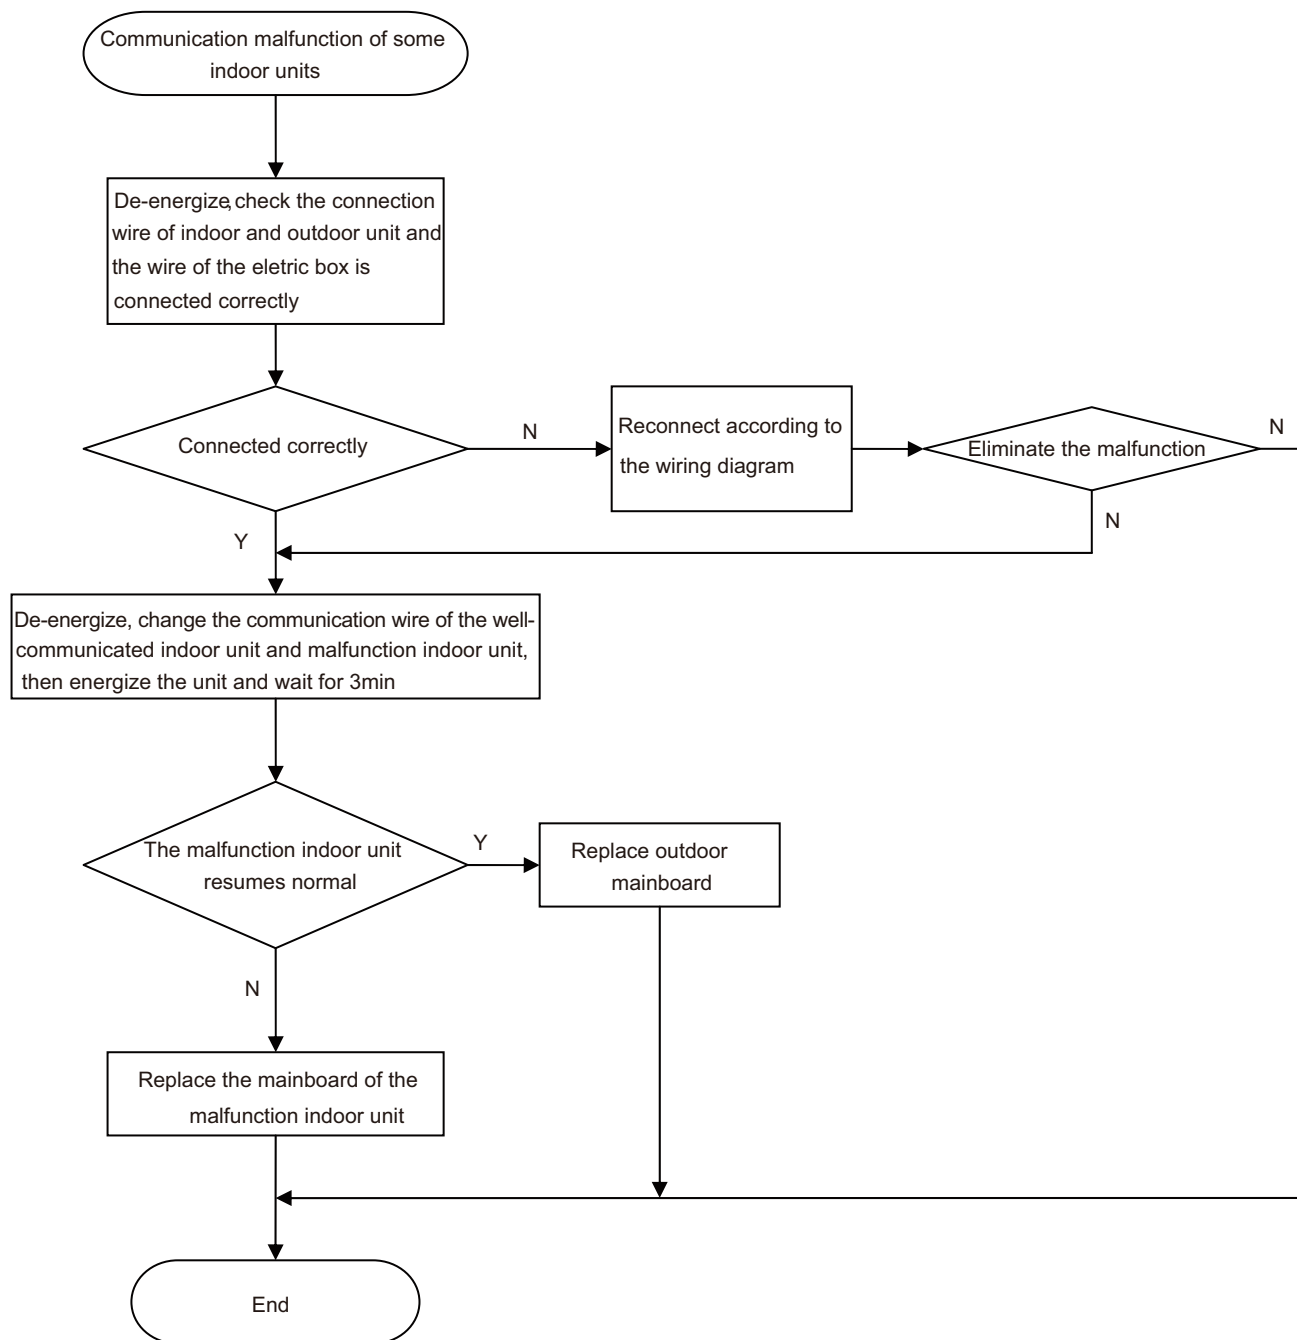 Communication malfunction of some
indoor units
De-energize,check the connection
wire of indoor and outdoor unit and
the wire of the eletric box is
connected correctly
Connected correctly
N
Reconnect according to
the wiring diagram
Eliminate the malfunction
N
N
Y
De-energize, change the communication wire of the well-
communicated indoor unit and malfunction indoor unit,
then energize the unit and wait for 3min
The malfunction indoor unit
resumes normal
Y
Replace outdoor
mainboard
N
Replace the mainboard of the
malfunction indoor unit
End